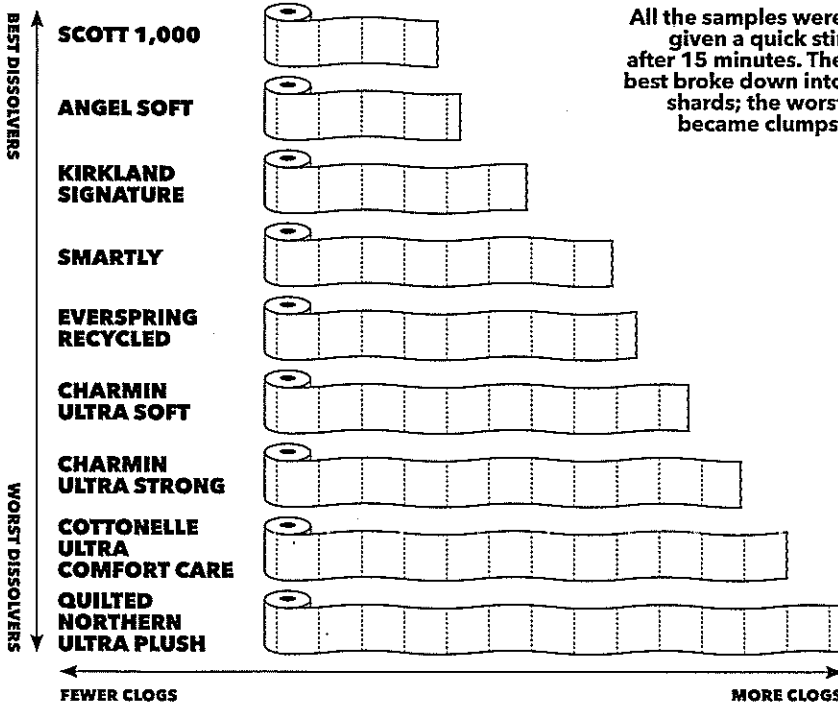 BEST DISSOLVERS
WORST DISSOLVERS
SCOTT 1,000
ANGEL SOFT
KIRKLAND
SIGNATURE
SMARTLY
EVERSPRING
RECYCLED
CHARMIN
ULTRA SOFT
CHARMIN
ULTRA STRONG
COTTONELLE
ULTRA
COMFORT CARE
QUILTED
NORTHERN
ULTRA PLUSH
All the samples were
given a quick stir
after 15 minutes. The
best broke down into
shards; the worst
became clumps.
FEWER CLOGS
MORE CLOGS